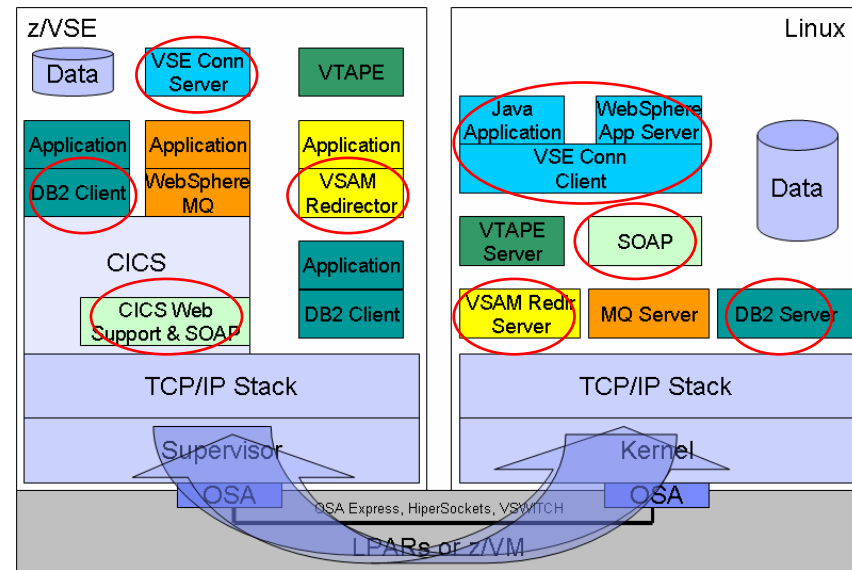 z/VSE
Data
VSE Conn
Server
VTAPE
Application
DB2 Client
Application
WebSphere
MQ
Application
VSAM
Redirector
CICS
CICS Web
Support & SOAP
Application
DB2 Client
TCP/IP Stack
Supervisor
OSA
Linux
Java
Application
WebSphere
App Server
VSE Conn
Client
Data
VTAPE
Server
SOAP
VSAM Redir
Server
MQ Server
DB2 Server
TCP/IP Stack
Kernel
OSA
OSA Express, HiperSockets, VSWITCH
LPARs or z/VM